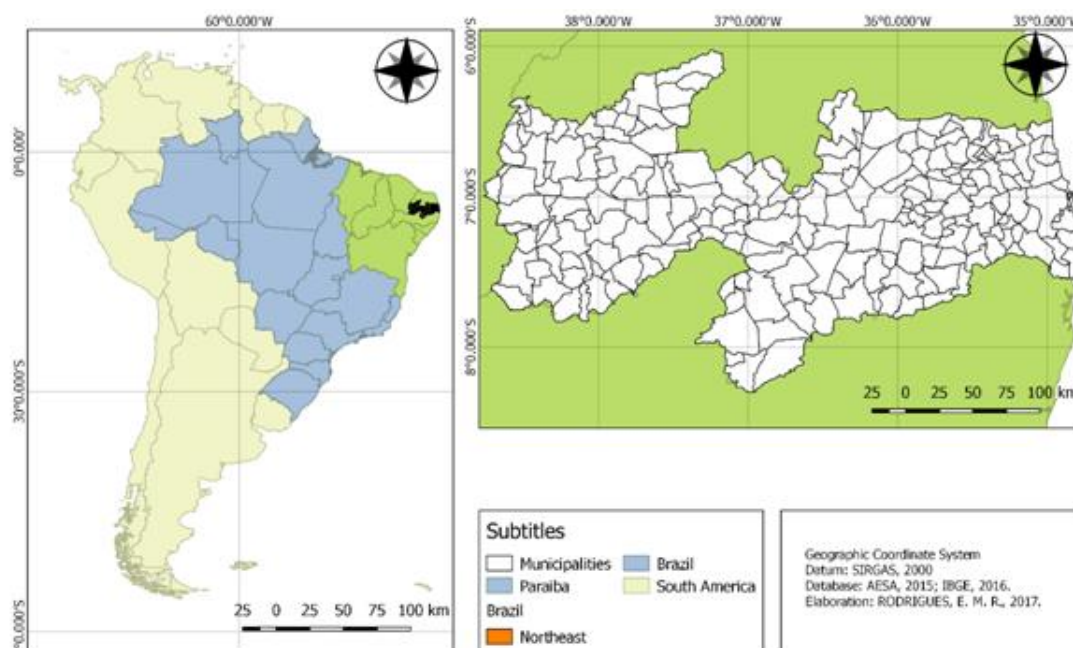 60°0.000'W
0°0.000'
30°0.000'S
25 0 25 50 75 100 km
38°0.000'W 37°0.000'W 36°0.000'W 35°0.000'W
6°0.000'S
7°0.000'S
8°0.000'S
25 0 25 50 75 100 km
Subtitles
Municipalities Brazil
Paraiba South America
Brazil
Northeast
Geographic Coordinate System
Datum: SIRGAS, 2000
Database: AESA, 2015; IBGE, 2016.
Elaboration: RODRIGUES, E. M. R., 2017.